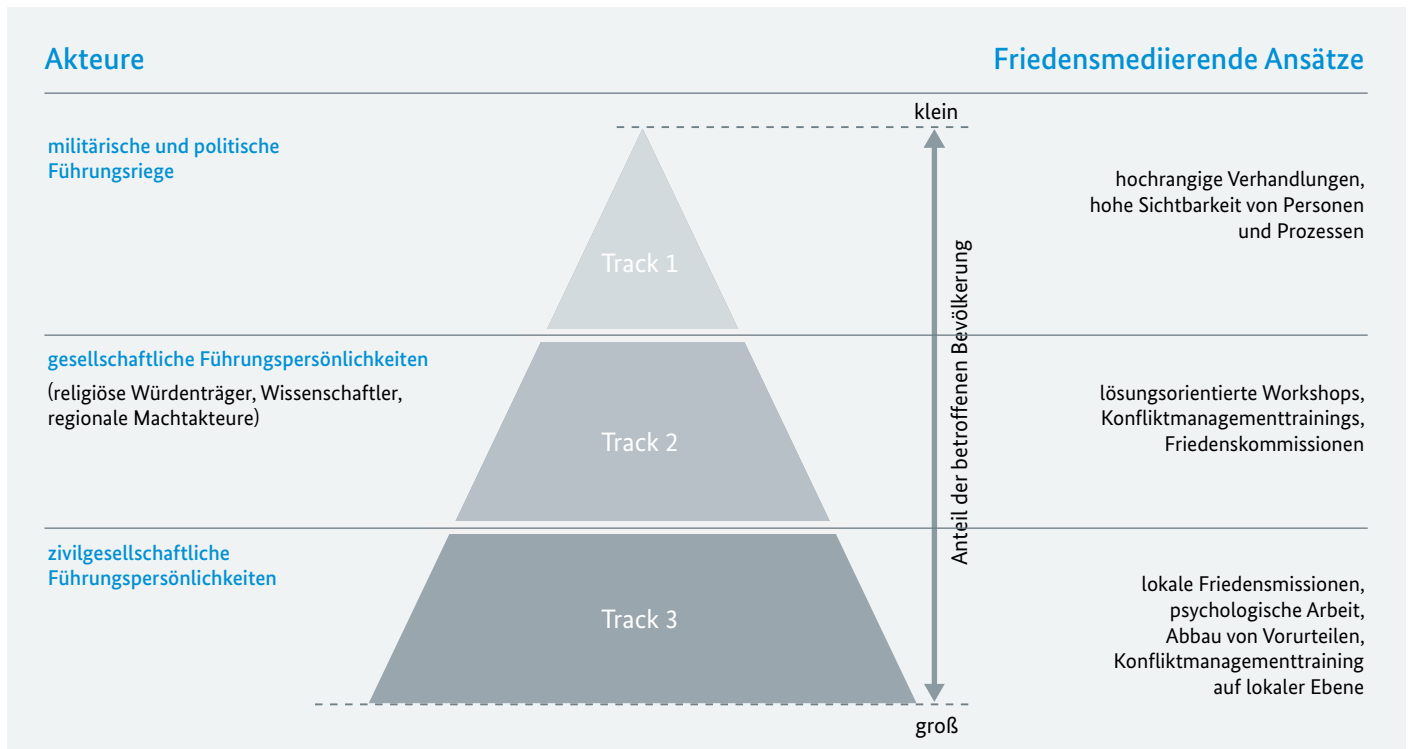 Akteure
Friedensmediierende Ansätze
klein
militärische und politische
Führungsriege
Track 1
hochrangige Verhandlungen,
hohe Sichtbarkeit von Personen
und Prozessen
Anteil der betroffenen Bevölkerung
gesellschaftliche Führungspersönlichkeiten
(religiöse Würdenträger, Wissenschaftler,
regionale Machtakteure)
Track 2
lösungsorientierte Workshops,
Konfliktmanagementtrainings,
Friedenskommissionen
zivilgesellschaftliche
Führungspersönlichkeiten
Track 3
lokale Friedensmissionen,
psychologische Arbeit,
Abbau von Vorurteilen,
Konfliktmanagementtraining
auf lokaler Ebene
groß